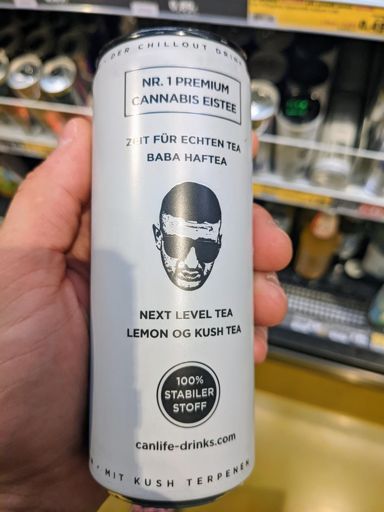 DER CHILLOUT DRINK
NR. 1 PREMIUM
CANNABIS EISTEE
ZEIT FÜR ECHTEN TEA
BABA HAFTEA
NEXT LEVEL TEA
LEMON OG KUSH TEA
100%
STABILER
STOFF
canlife-drinks.com
MIT KUSH TERPENEN